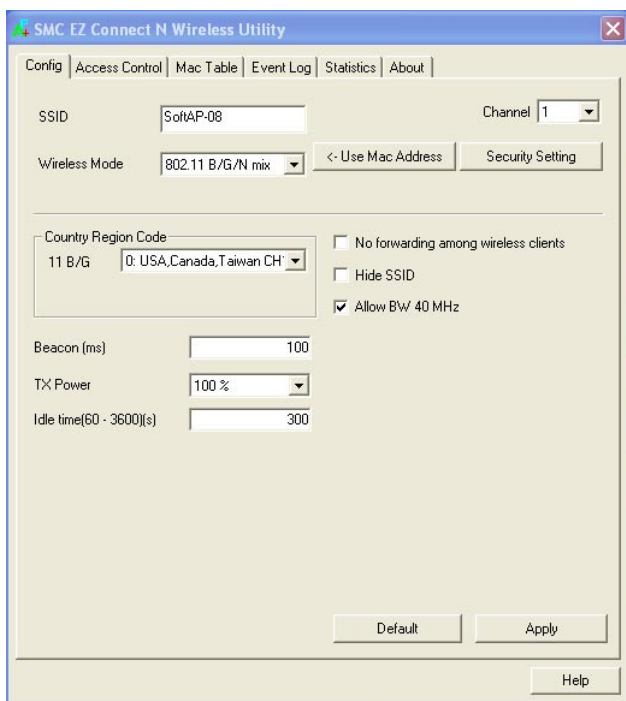 SMC EZ Connect N Wireless Utility
Config Access Control Mac Table Event Log Statistics About
SSID SoftAP-08 Channel 1
Wireless Mode 802.11 B/G/N mix <- Use Mac Address Security Setting
Country Region Code
11 B/G 0: USA,Canada,Taiwan CH
No forwarding among wireless clients
Hide SSID
Allow BW 40 MHz
Beacon (ms) 100
TX Power 100 %
Idle time(60 - 3600)(s) 300
Default Apply
Help